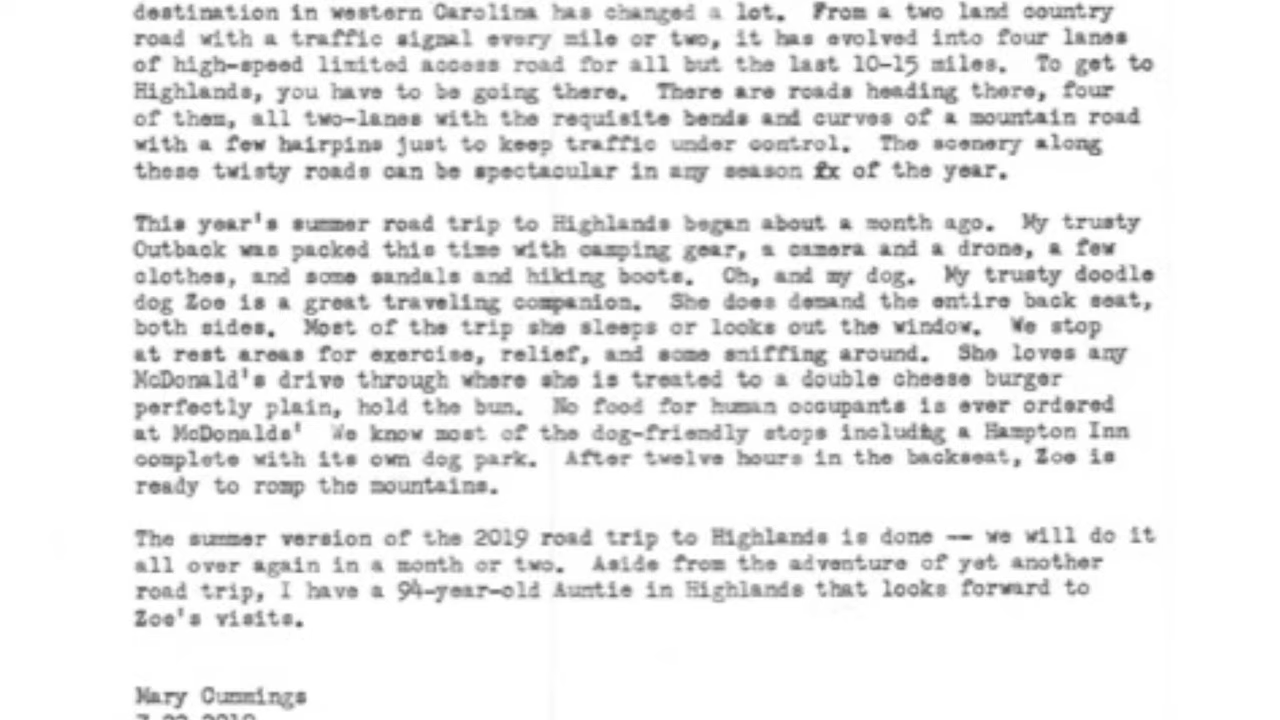 destination in western Carolina has changed a lot. From a two land country
road with a traffic signal every mile or two, it has evolved into four lanes
of high-speed limited access road for all but the last 10-15 miles. To get to
Highlands, you have to be going there. There are roads heading there, four
of them, all two-lanes with the requisite bends and curves of a mountain road
with a few hairpins just to keep traffic under control. The scenery along
these twisty roads can be spectacular in any season of the year.
This year's summer road trip to Highlands began about a month ago. My trusty
Outback was packed this time with camping gear, a camera and a drone, a few
clothes, and some sandals and hiking boots. Oh, and my dog. My trusty doodle
dog Zoe is a great traveling companion. She does demand the entire back seat,
both sides. Most of the trip she sleeps or looks out the window. We stop
at rest areas for exercise, relief, and some sniffing around. She loves any
McDonald's drive through where she is treated to a double cheese burger
perfectly plain, hold the bun. No food for human occupants is ever ordered
at McDonalds' We know most of the dog-friendly stops including a Hampton Inn
complete with its own dog park. After twelve hours in the backseat, Zoe is
ready to romp the mountains.
The summer version of the 2019 road trip to Highlands is done -- we will do it
all over again in a month or two. Aside from the adventure of yet another
road trip, I have a 94-year-old Auntie in Highlands that looks forward to
Zoe's visits.
Mary Cummings